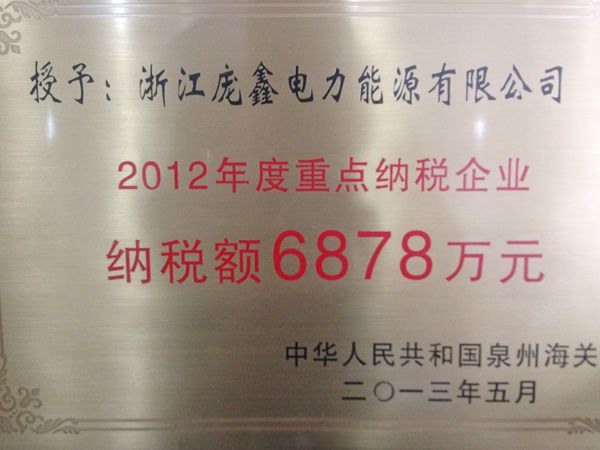 授予：浙江庞鑫电力能源有限公司
2012年度重点纳税企业
纳税额6878万元
中华人民共和国泉州海关
二〇一三年五月